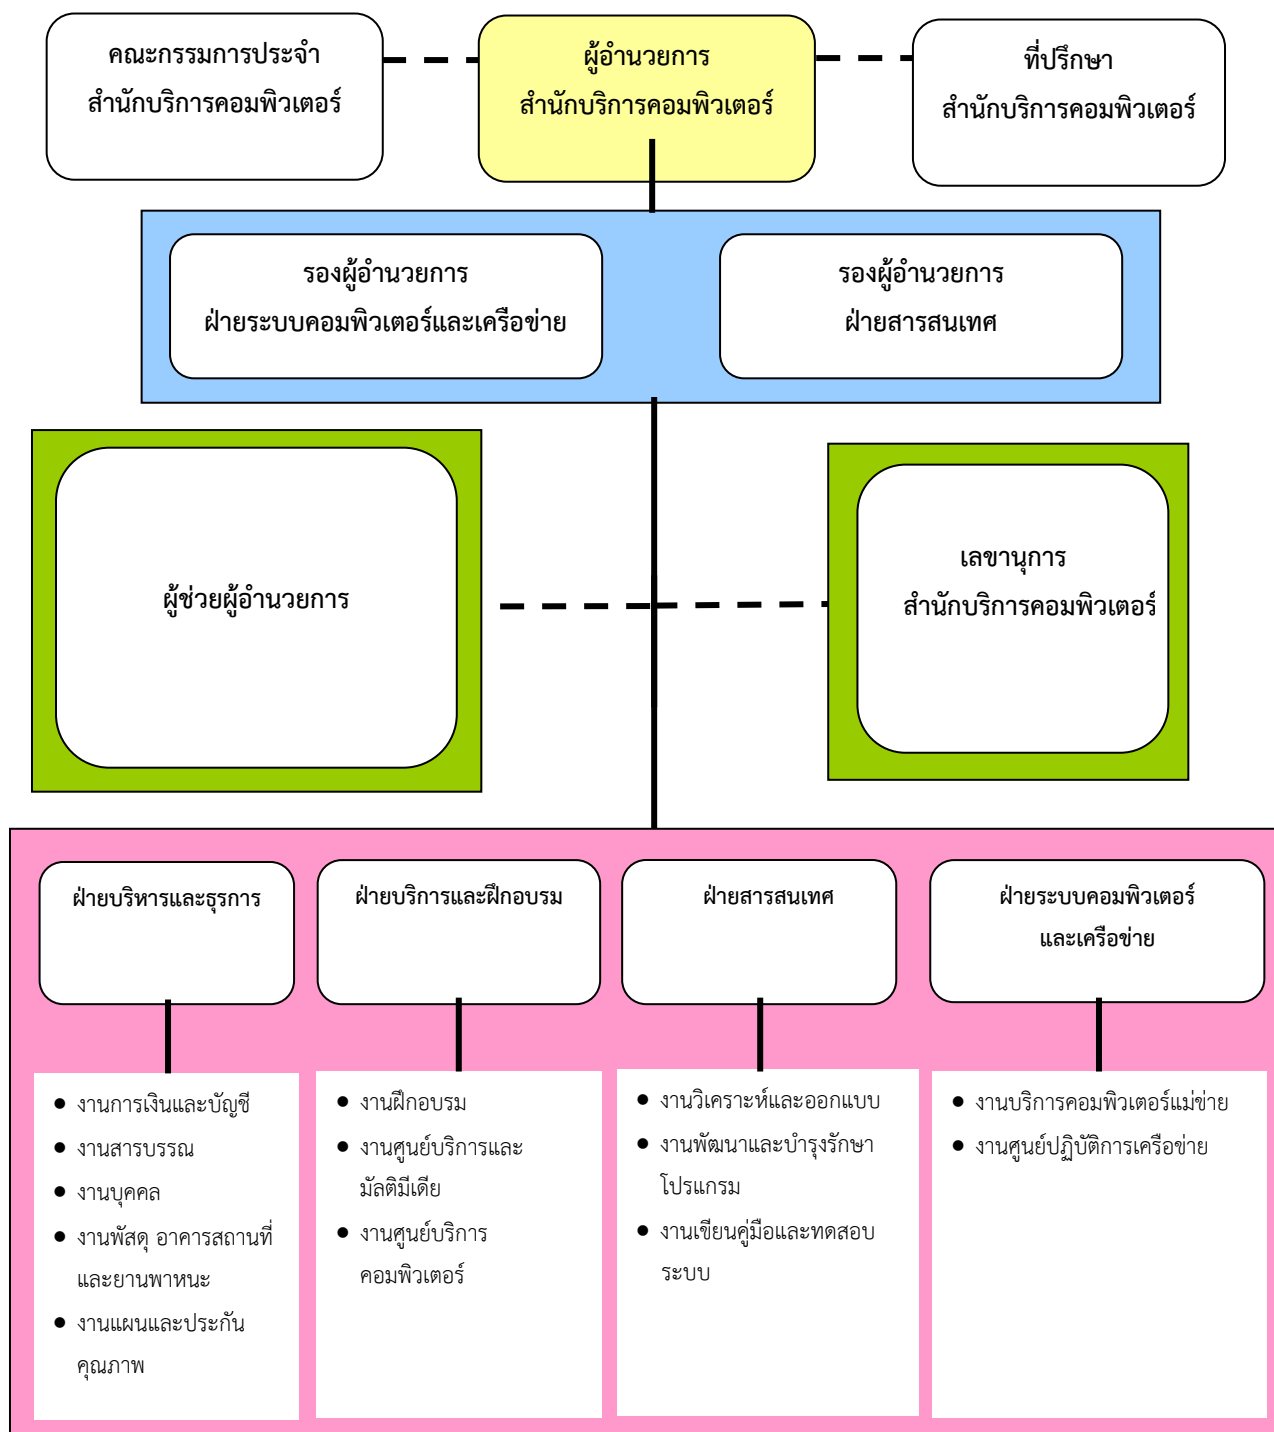 คณะกรรมการประจำ
สำนักบริการคอมพิวเตอร์
ผู้อำนวยการ
สำนักบริการคอมพิวเตอร์
ที่ปรึกษา
สำนักบริการคอมพิวเตอร์
รองผู้อำนวยการ
ฝ่ายระบบคอมพิวเตอร์และเครือข่าย
รองผู้อำนวยการ
ฝ่ายสารสนเทศ
ผู้ช่วยผู้อำนวยการ
เลขานุการ
สำนักบริการคอมพิวเตอร์
ฝ่ายบริหารและธุรการ
ฝ่ายบริการและฝึกอบรม
ฝ่ายสารสนเทศ
ฝ่ายระบบคอมพิวเตอร์
และเครือข่าย
● งานการเงินและบัญชี
● งานสารบรรณ
● งานบุคคล
● งานพัสดุ อาคารสถานที่
และยานพาหนะ
● งานแผนและประกัน
คุณภาพ
● งานฝึกอบรม
● งานศูนย์บริการและ
มัลติมีเดีย
● งานศูนย์บริการ
คอมพิวเตอร์
● งานวิเคราะห์และออกแบบ
● งานพัฒนาและบำรุงรักษา
โปรแกรม
● งานเขียนคู่มือและทดสอบ
ระบบ
● งานบริการคอมพิวเตอร์แม่ข่าย
● งานศูนย์ปฏิบัติการเครือข่าย